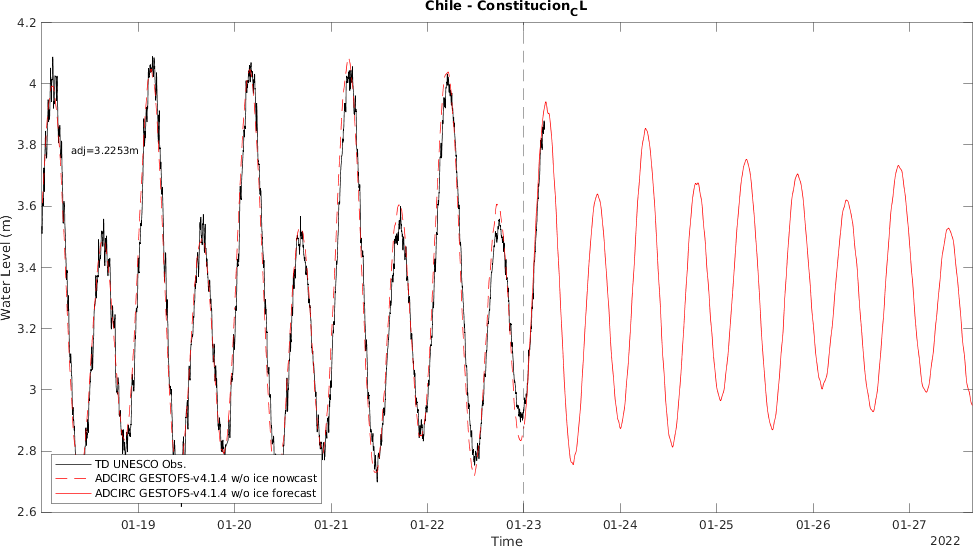 Chile - Constitucion_CL
4.2
4
3.8
3.6
3.4
3.2
3
2.8
2.6
Water Level (m)
adj=3.2253m
TD UNESCO Obs.
ADCIRC GESTOFS-v4.1.4 w/o ice nowcast
ADCIRC GESTOFS-v4.1.4 w/o ice forecast
01-19
01-20
01-21
01-22
01-23
01-24
01-25
01-26
01-27
Time
2022